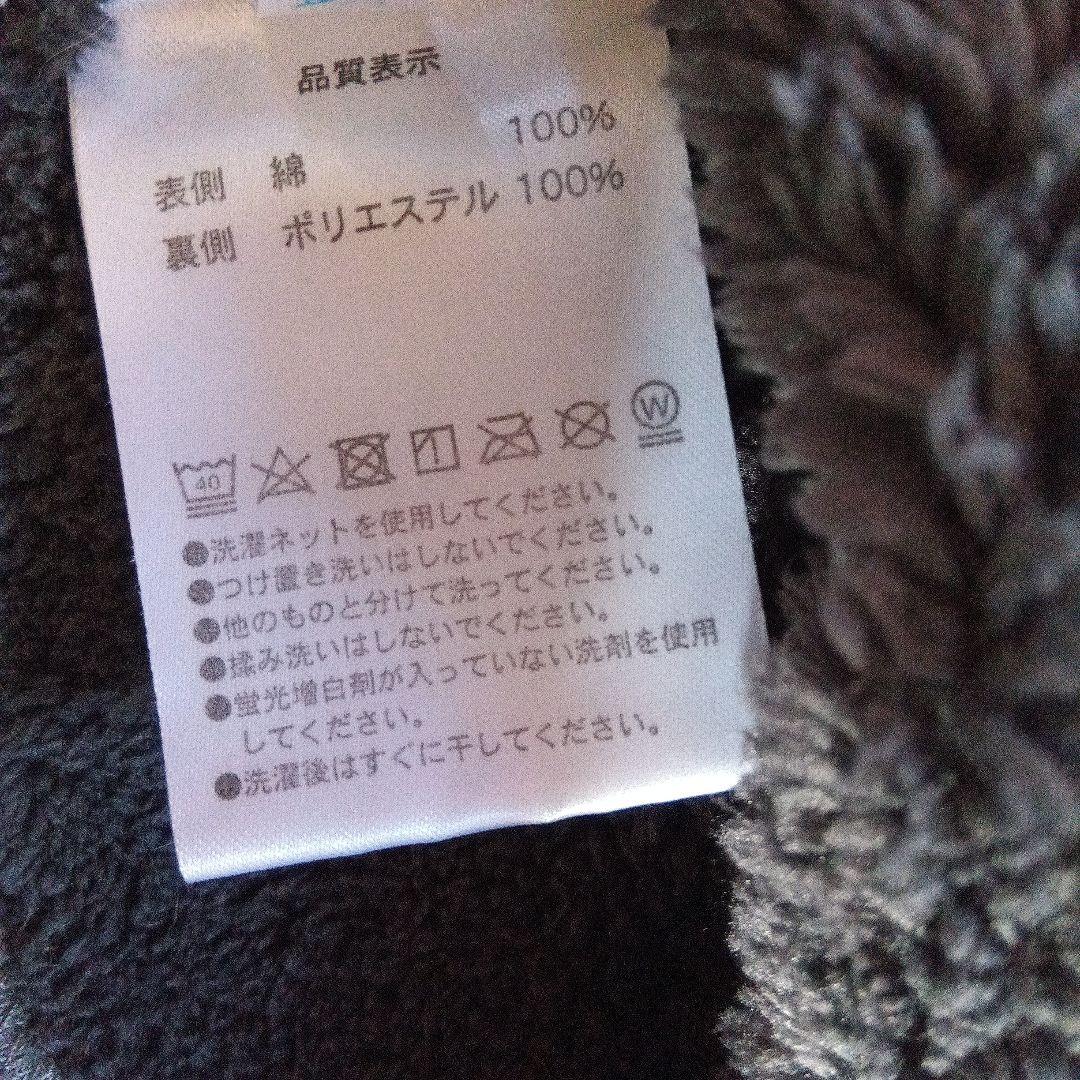 品質表示
表側 綿 100%
裏側 ポリエステル 100%
40 W
●洗濯ネットを使用してください。
●つけ置き洗いはしないでください。
●他のものと分けて洗ってください。
●揉み洗いはしないでください。
●蛍光増白剤が入っていない洗剤を使用
してください。
●洗濯後はすぐに干してください。